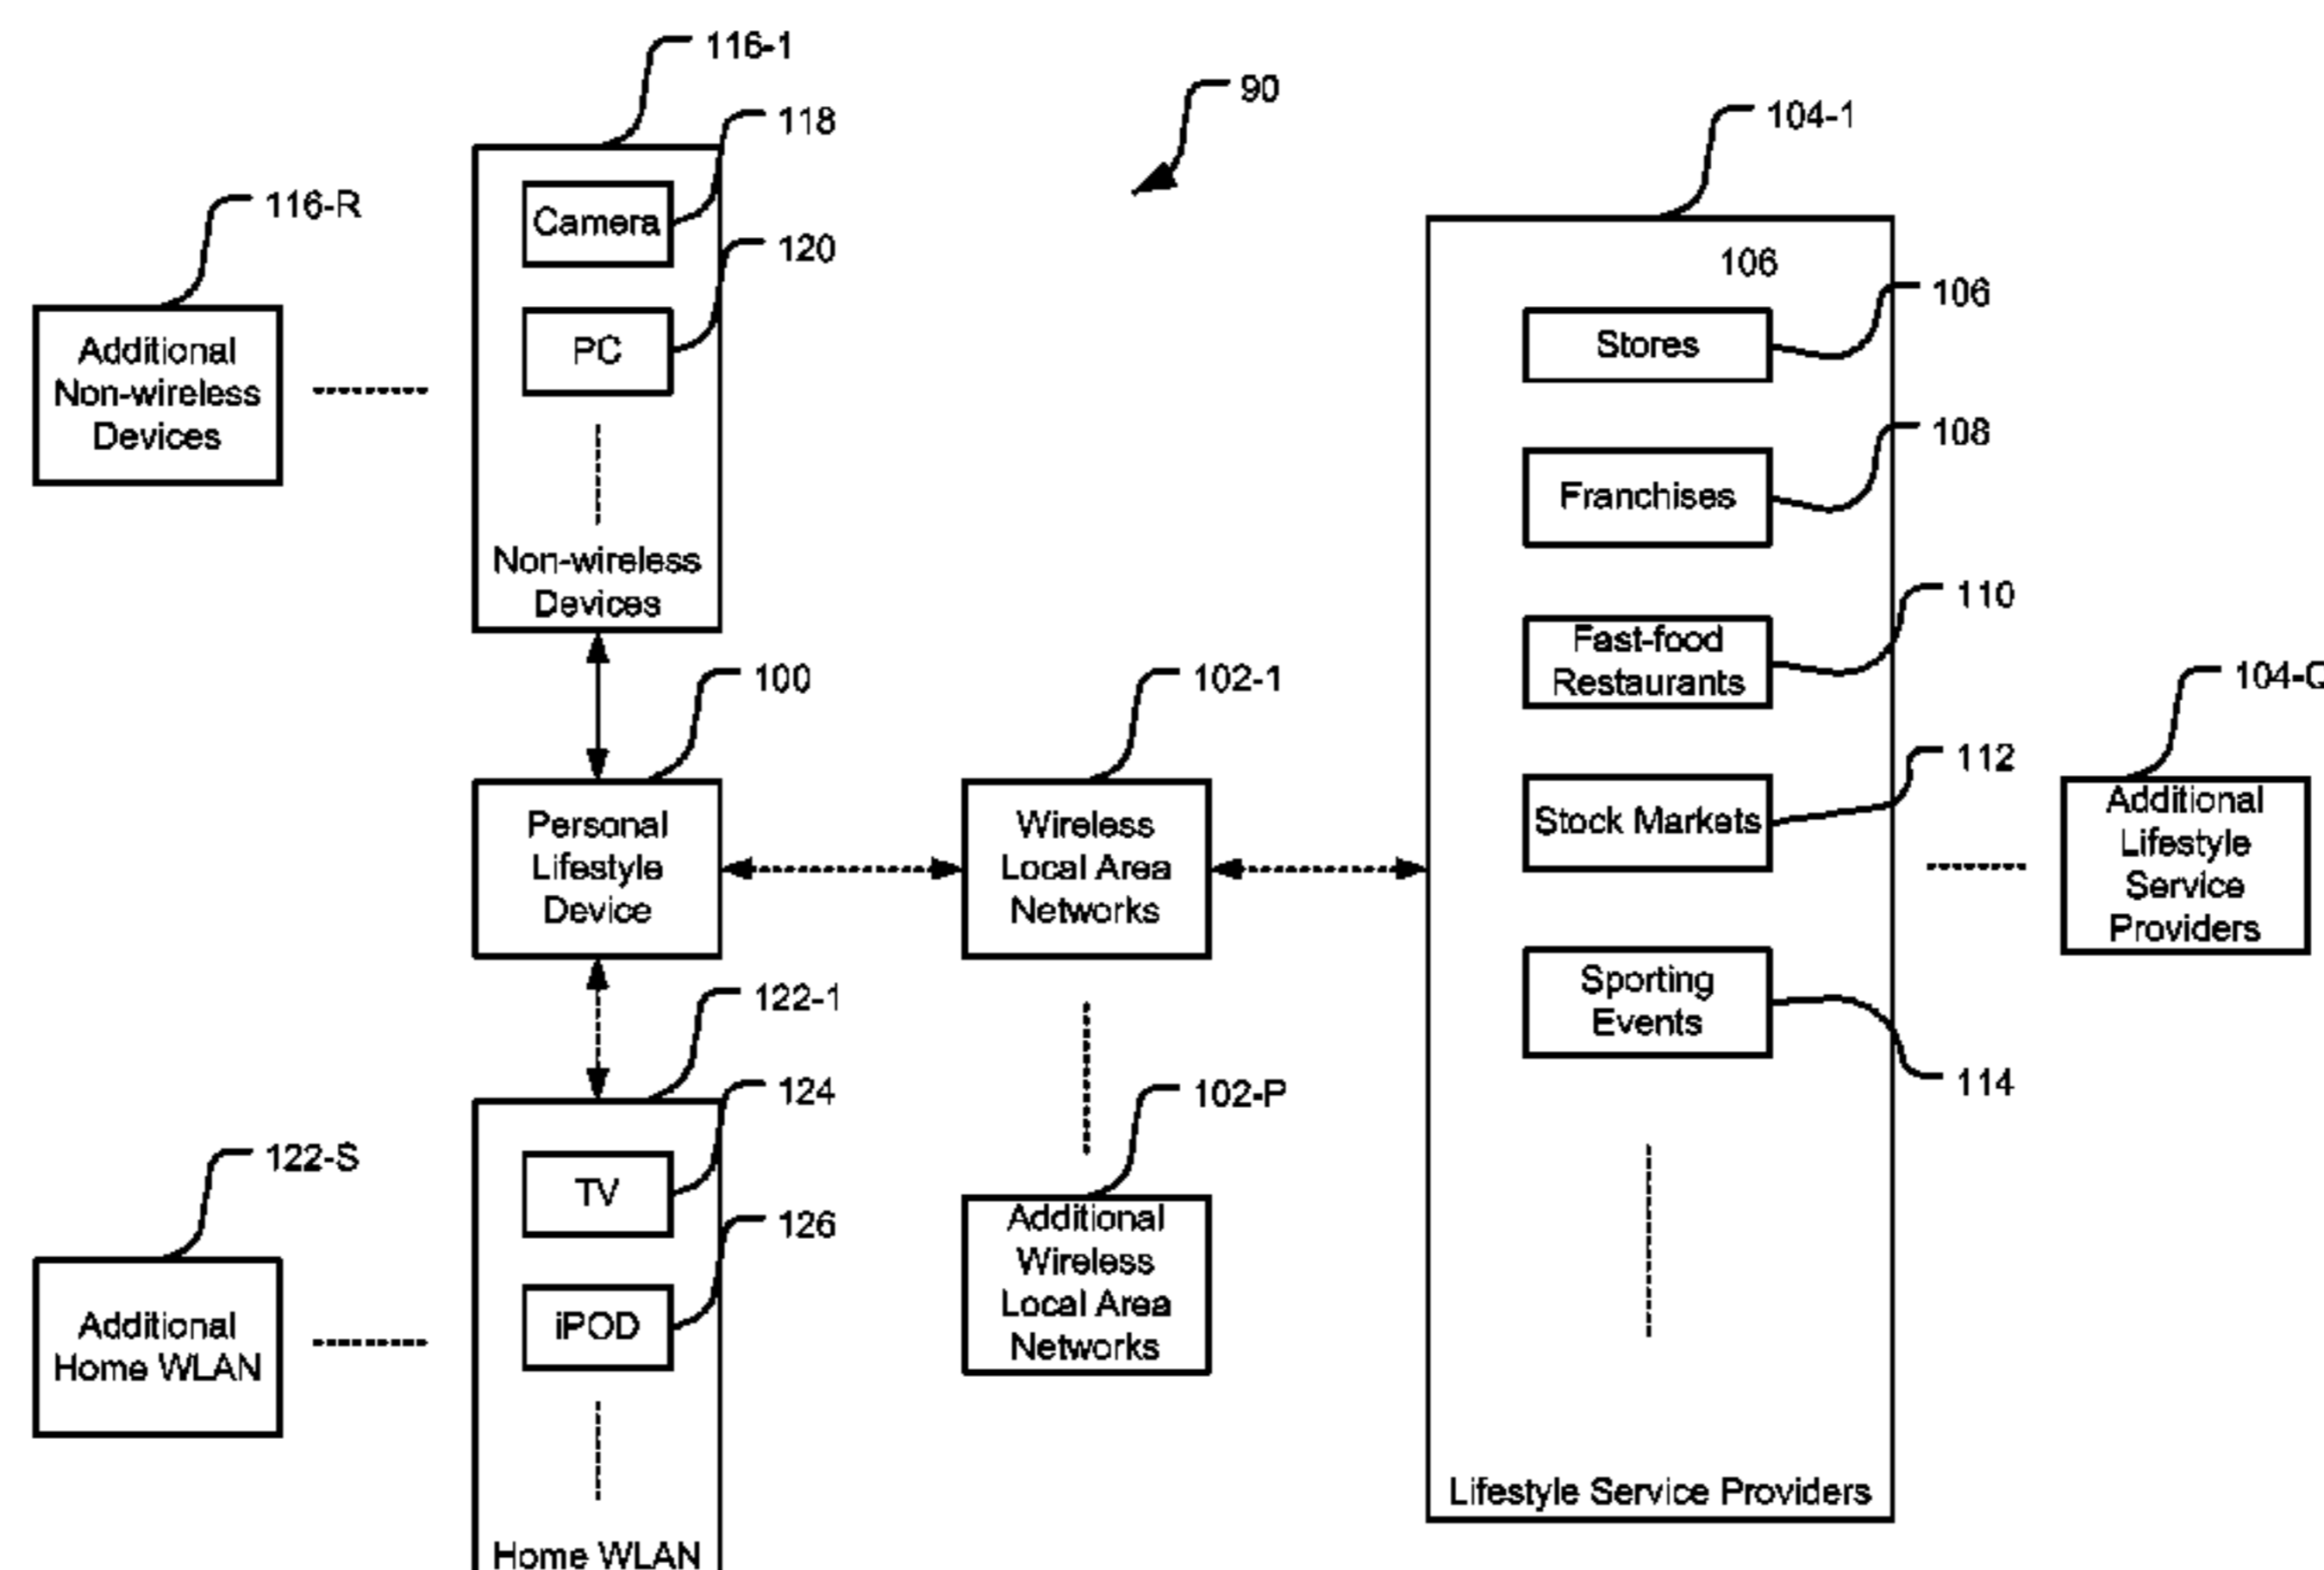 116-1
118
90
104-1
116-R
Camera
120
106
106
Additional
Non-wireless
Devices
PC
Stores
108
Franchises
Non-wireless
Devices
110
Fast-food
Restaurants
100
102-1
104-Q
112
Personal
Lifestyle
Device
Wireless
Local Area
Networks
Stock Markets
Additional
Lifestyle
Service
Providers
122-1
Sporting
Events
124
102-P
114
122-S
TV
126
Additional
Wireless
Local Area
Networks
Additional
Home WLAN
iPOD
Lifestyle Service Providers
Home WLAN